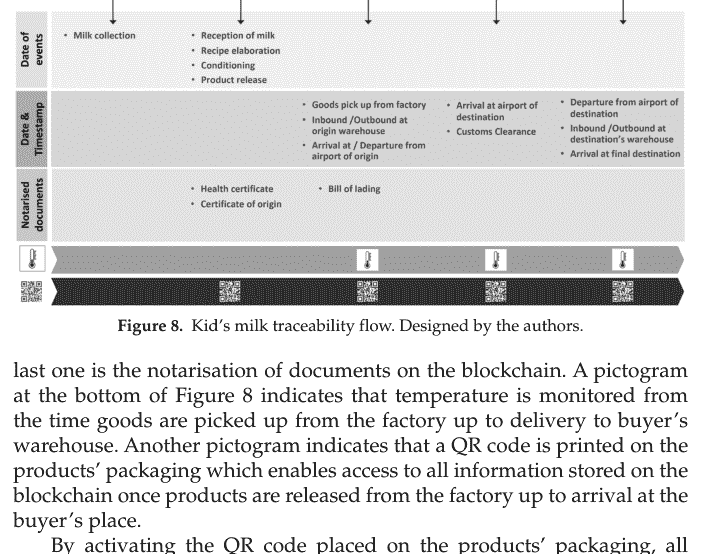 Date of
events
• Milk collection
• Reception of milk
• Recipe elaboration
• Conditioning
• Product release
Date &
Timestamp
• Goods pick up from factory
• Inbound /Outbound at
origin warehouse
• Arrival at / Departure from
airport of origin
• Arrival at airport of
destination
• Customs Clearance
• Departure from airport of
destination
• Inbound /Outbound at
destination's warehouse
• Arrival at final destination
Notarised
documents
• Health certificate
• Certificate of origin
• Bill of lading
Figure 8. Kid's milk traceability flow. Designed by the authors.
last one is the notarisation of documents on the blockchain. A pictogram
at the bottom of Figure 8 indicates that temperature is monitored from
the time goods are picked up from the factory up to delivery to buyer's
warehouse. Another pictogram indicates that a QR code is printed on the
products' packaging which enables access to all information stored on the
blockchain once products are released from the factory up to arrival at the
buyer's place.
By activating the QR code placed on the products' packaging, all